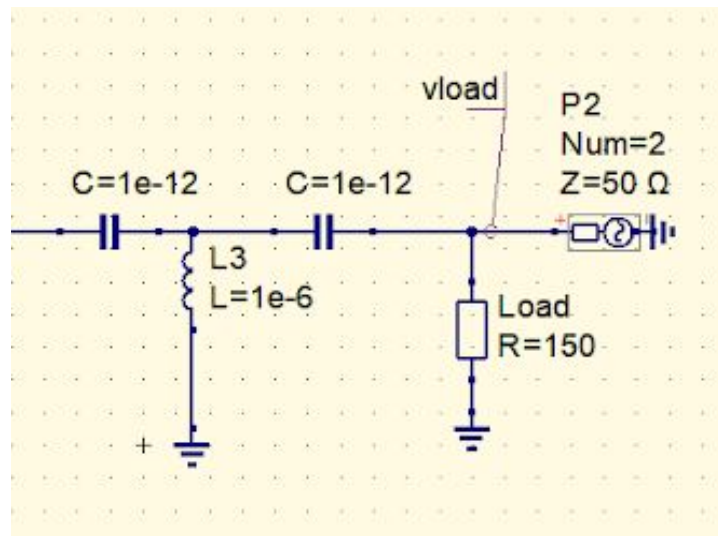 vload
P2
Num=2
Z=50 Ω
C=1e-12
C=1e-12
L3
L=1e-6
Load
R=150